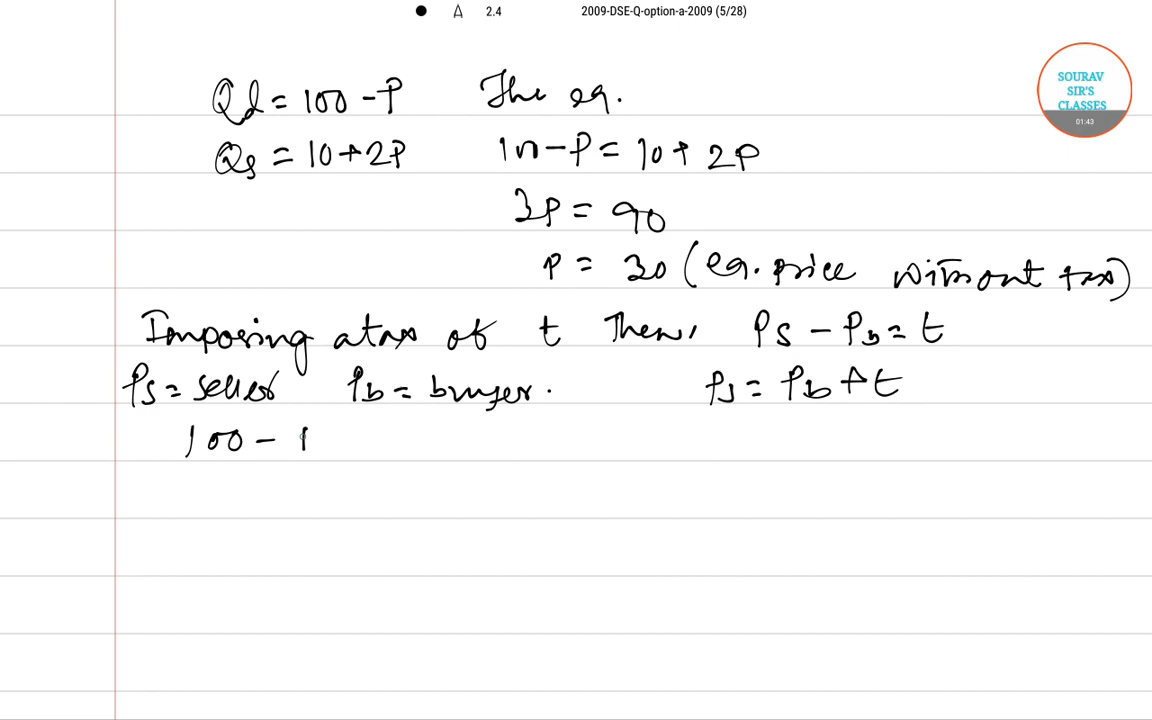 2.4 2009-DSE-Q-option-a-2009 (5/28)
SOURAV
SIR'S
CLASSES
01:43
Qd = 100 - P The eq.
Qs = 10 + 2P 100 - P = 10 + 2P
3P = 90
P = 30 (eq. price without tax)
Imposing a tax of t Then, Ps - Pb = t
Ps = seller Pb = buyer. Ps = Pb + t
100 -